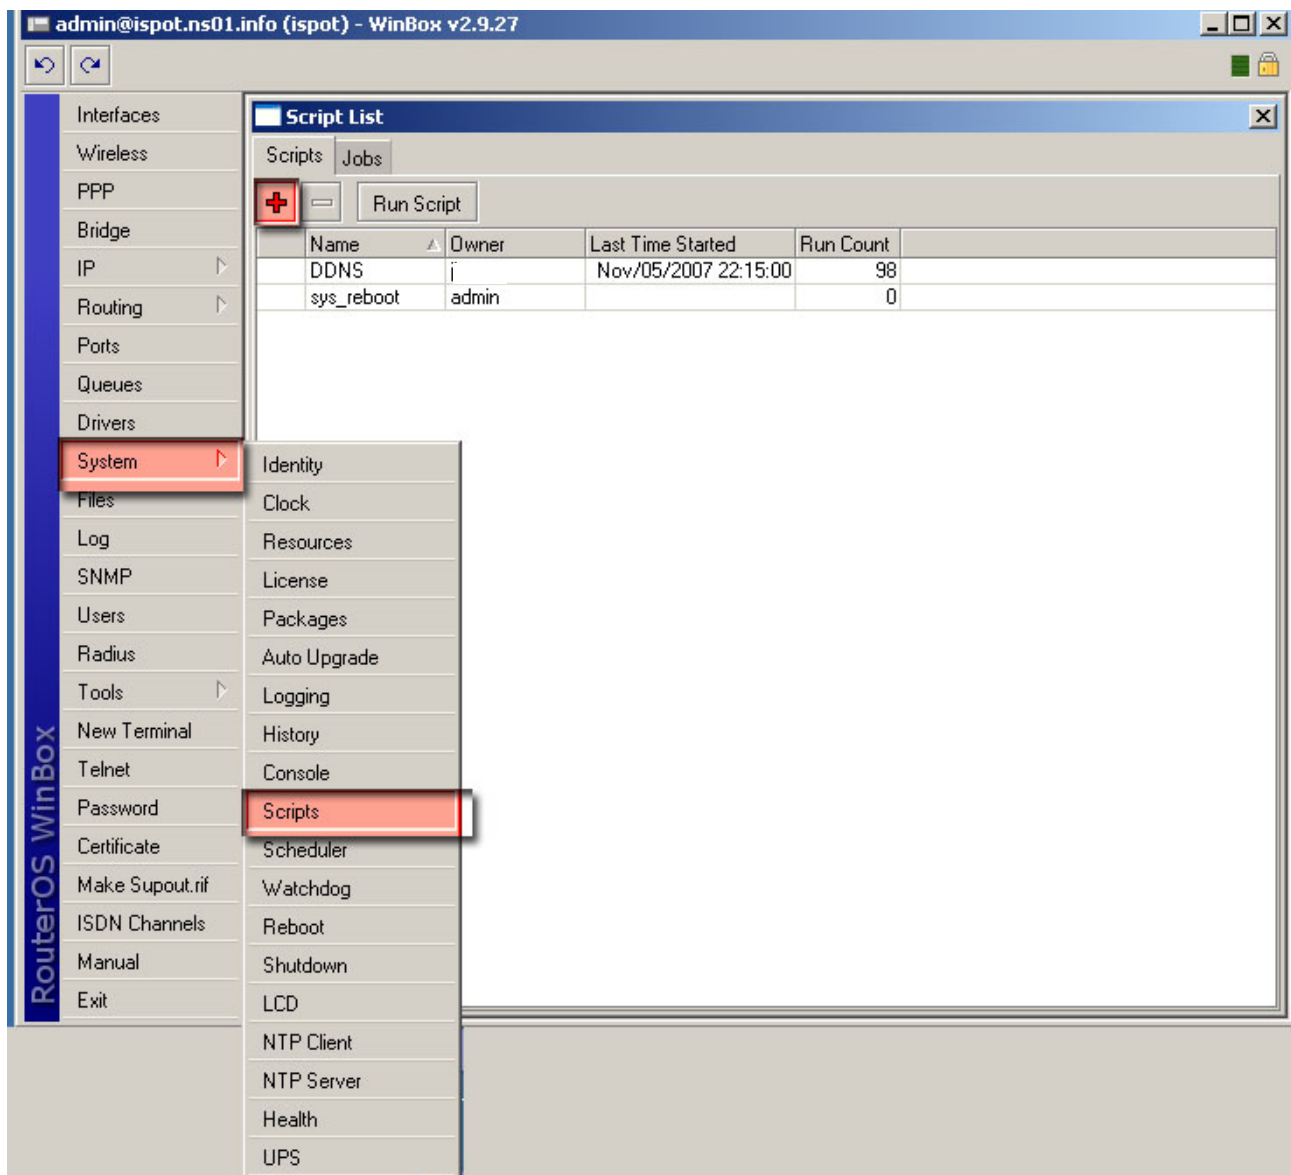 admin@ispot.ns01.info (ispot) - WinBox v2.9.27
Interfaces
Wireless
PPP
Bridge
IP
Routing
Ports
Queues
Drivers
System
Files
Log
SNMP
Users
Radius
Tools
New Terminal
Telnet
Password
Certificate
Make Supout.rif
ISDN Channels
Manual
Exit
RouterOS WinBox
Script List
Scripts Jobs
Run Script
Name Owner Last Time Started Run Count
DDNS Nov/05/2007 22:15:00 98
sys_reboot admin 0
Identity
Clock
Resources
License
Packages
Auto Upgrade
Logging
History
Console
Scripts
Scheduler
Watchdog
Reboot
Shutdown
LCD
NTP Client
NTP Server
Health
UPS